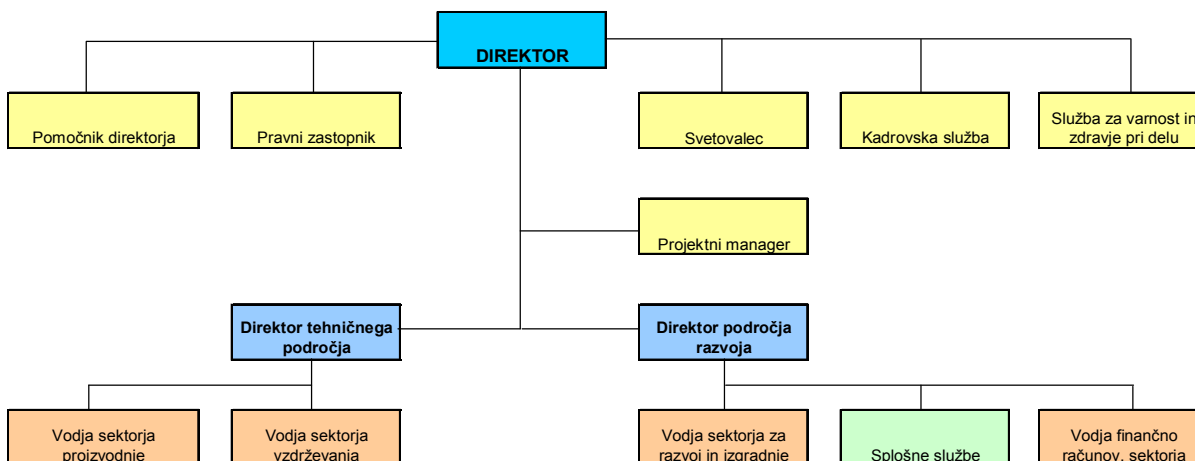 DIREKTOR
Pomočnik direktorja
Pravni zastopnik
Svetovalec
Kadrovska služba
Služba za varnost in
zdravje pri delu
Projektni manager
Direktor tehničnega
področja
Direktor področja
razvoja
Vodja sektorja
proizvodnje
Vodja sektorja
vzdrževanja
Vodja sektorja za
razvoj in izgradnje
Splošne službe
Vodja finančno
računov. sektorja